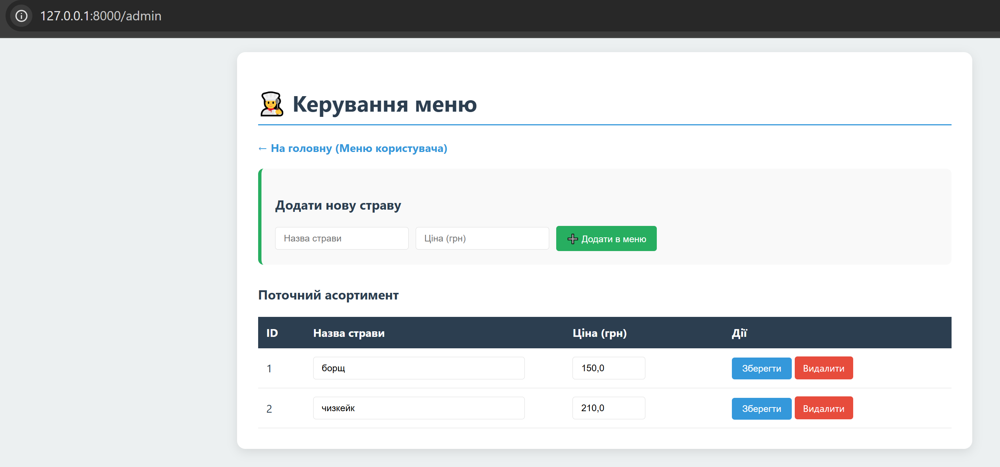 127.0.0.1:8000/admin
Керування меню
← На головну (Меню користувача)
Додати нову страву
Назва страви Ціна (грн) ➕ Додати в меню
Поточний асортимент
ID Назва страви Ціна (грн) Дії
1 борщ 150,0 Зберегти Видалити
2 чизкейк 210,0 Зберегти Видалити